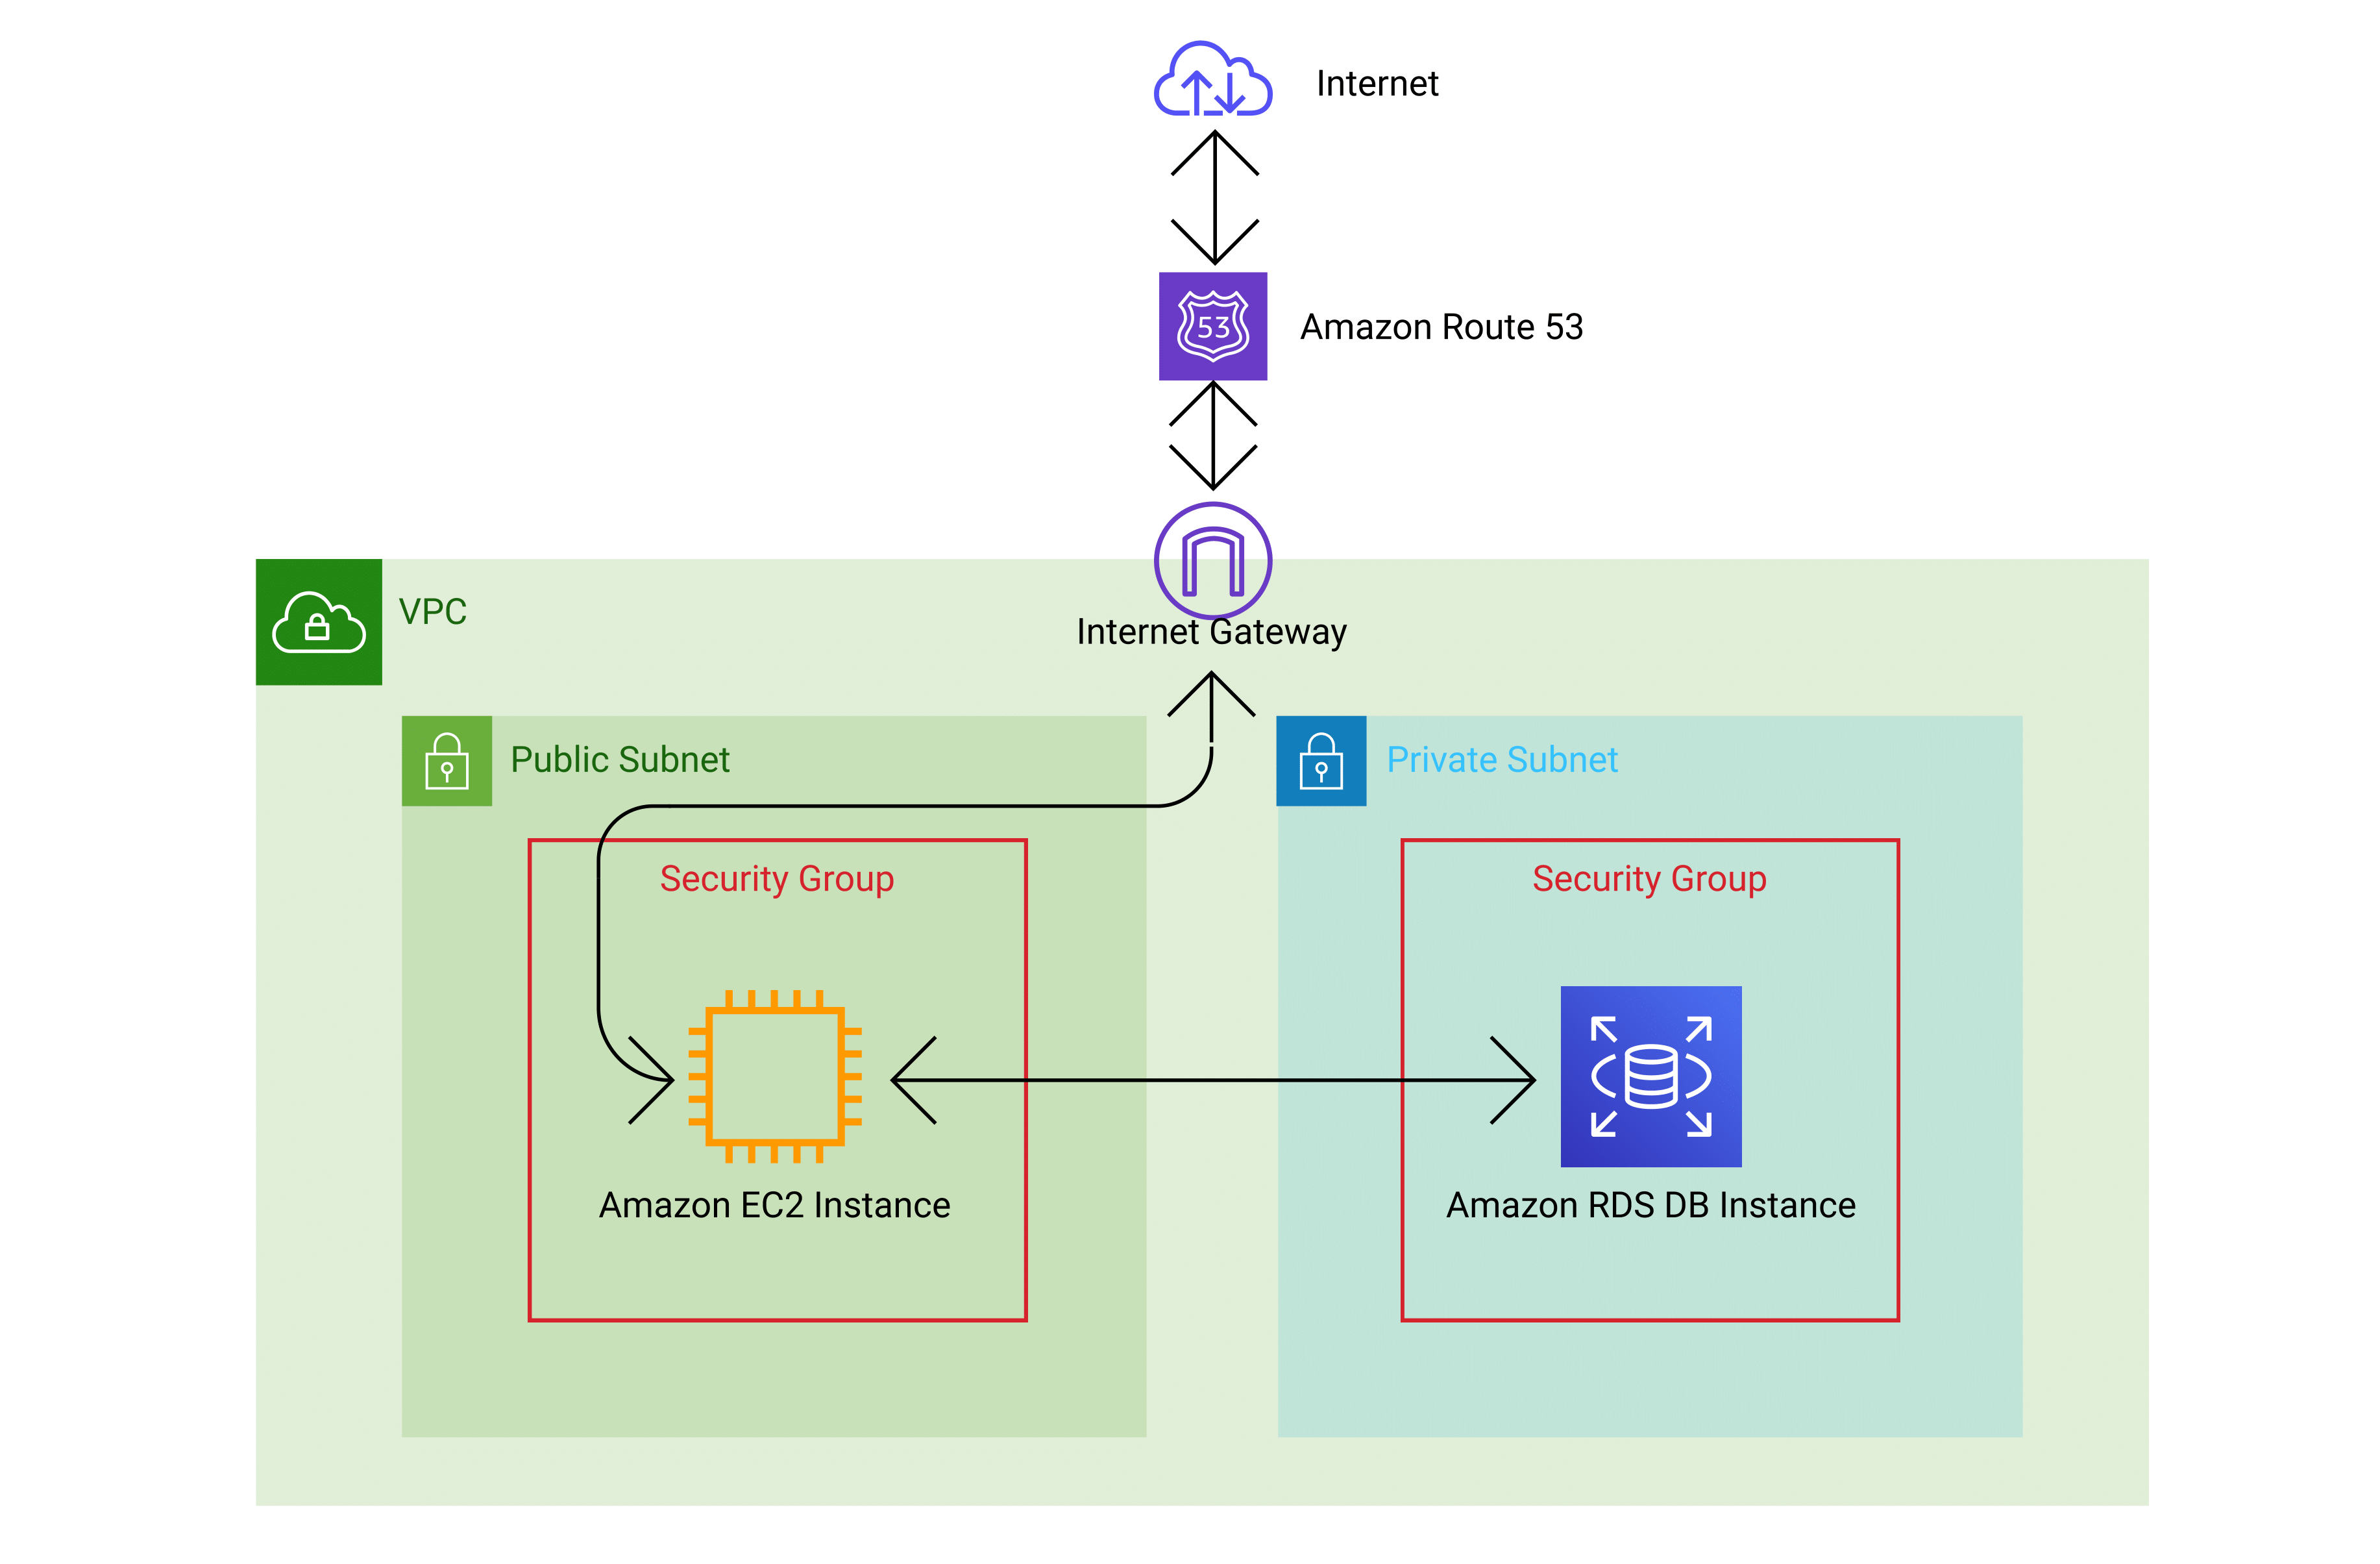 Internet
53
Amazon Route 53
VPC
Internet Gateway
Public Subnet
Private Subnet
Security Group
Security Group
Amazon EC2 Instance
Amazon RDS DB Instance